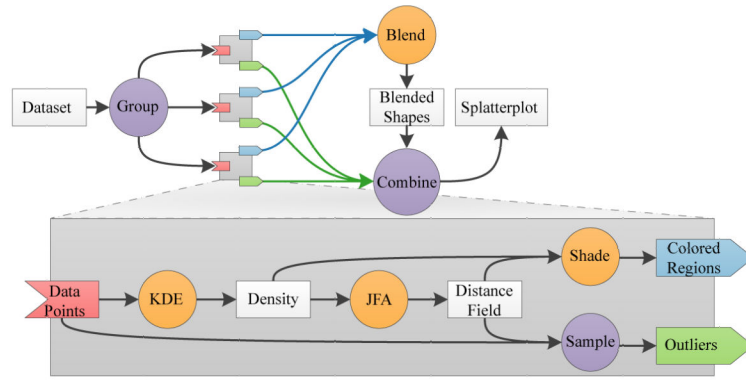 Blend
Dataset
Group
Blended
Shapes
Splatterplot
Combine
Shade
Colored
Regions
Data
Points
KDE
Density
JFA
Distance
Field
Sample
Outliers